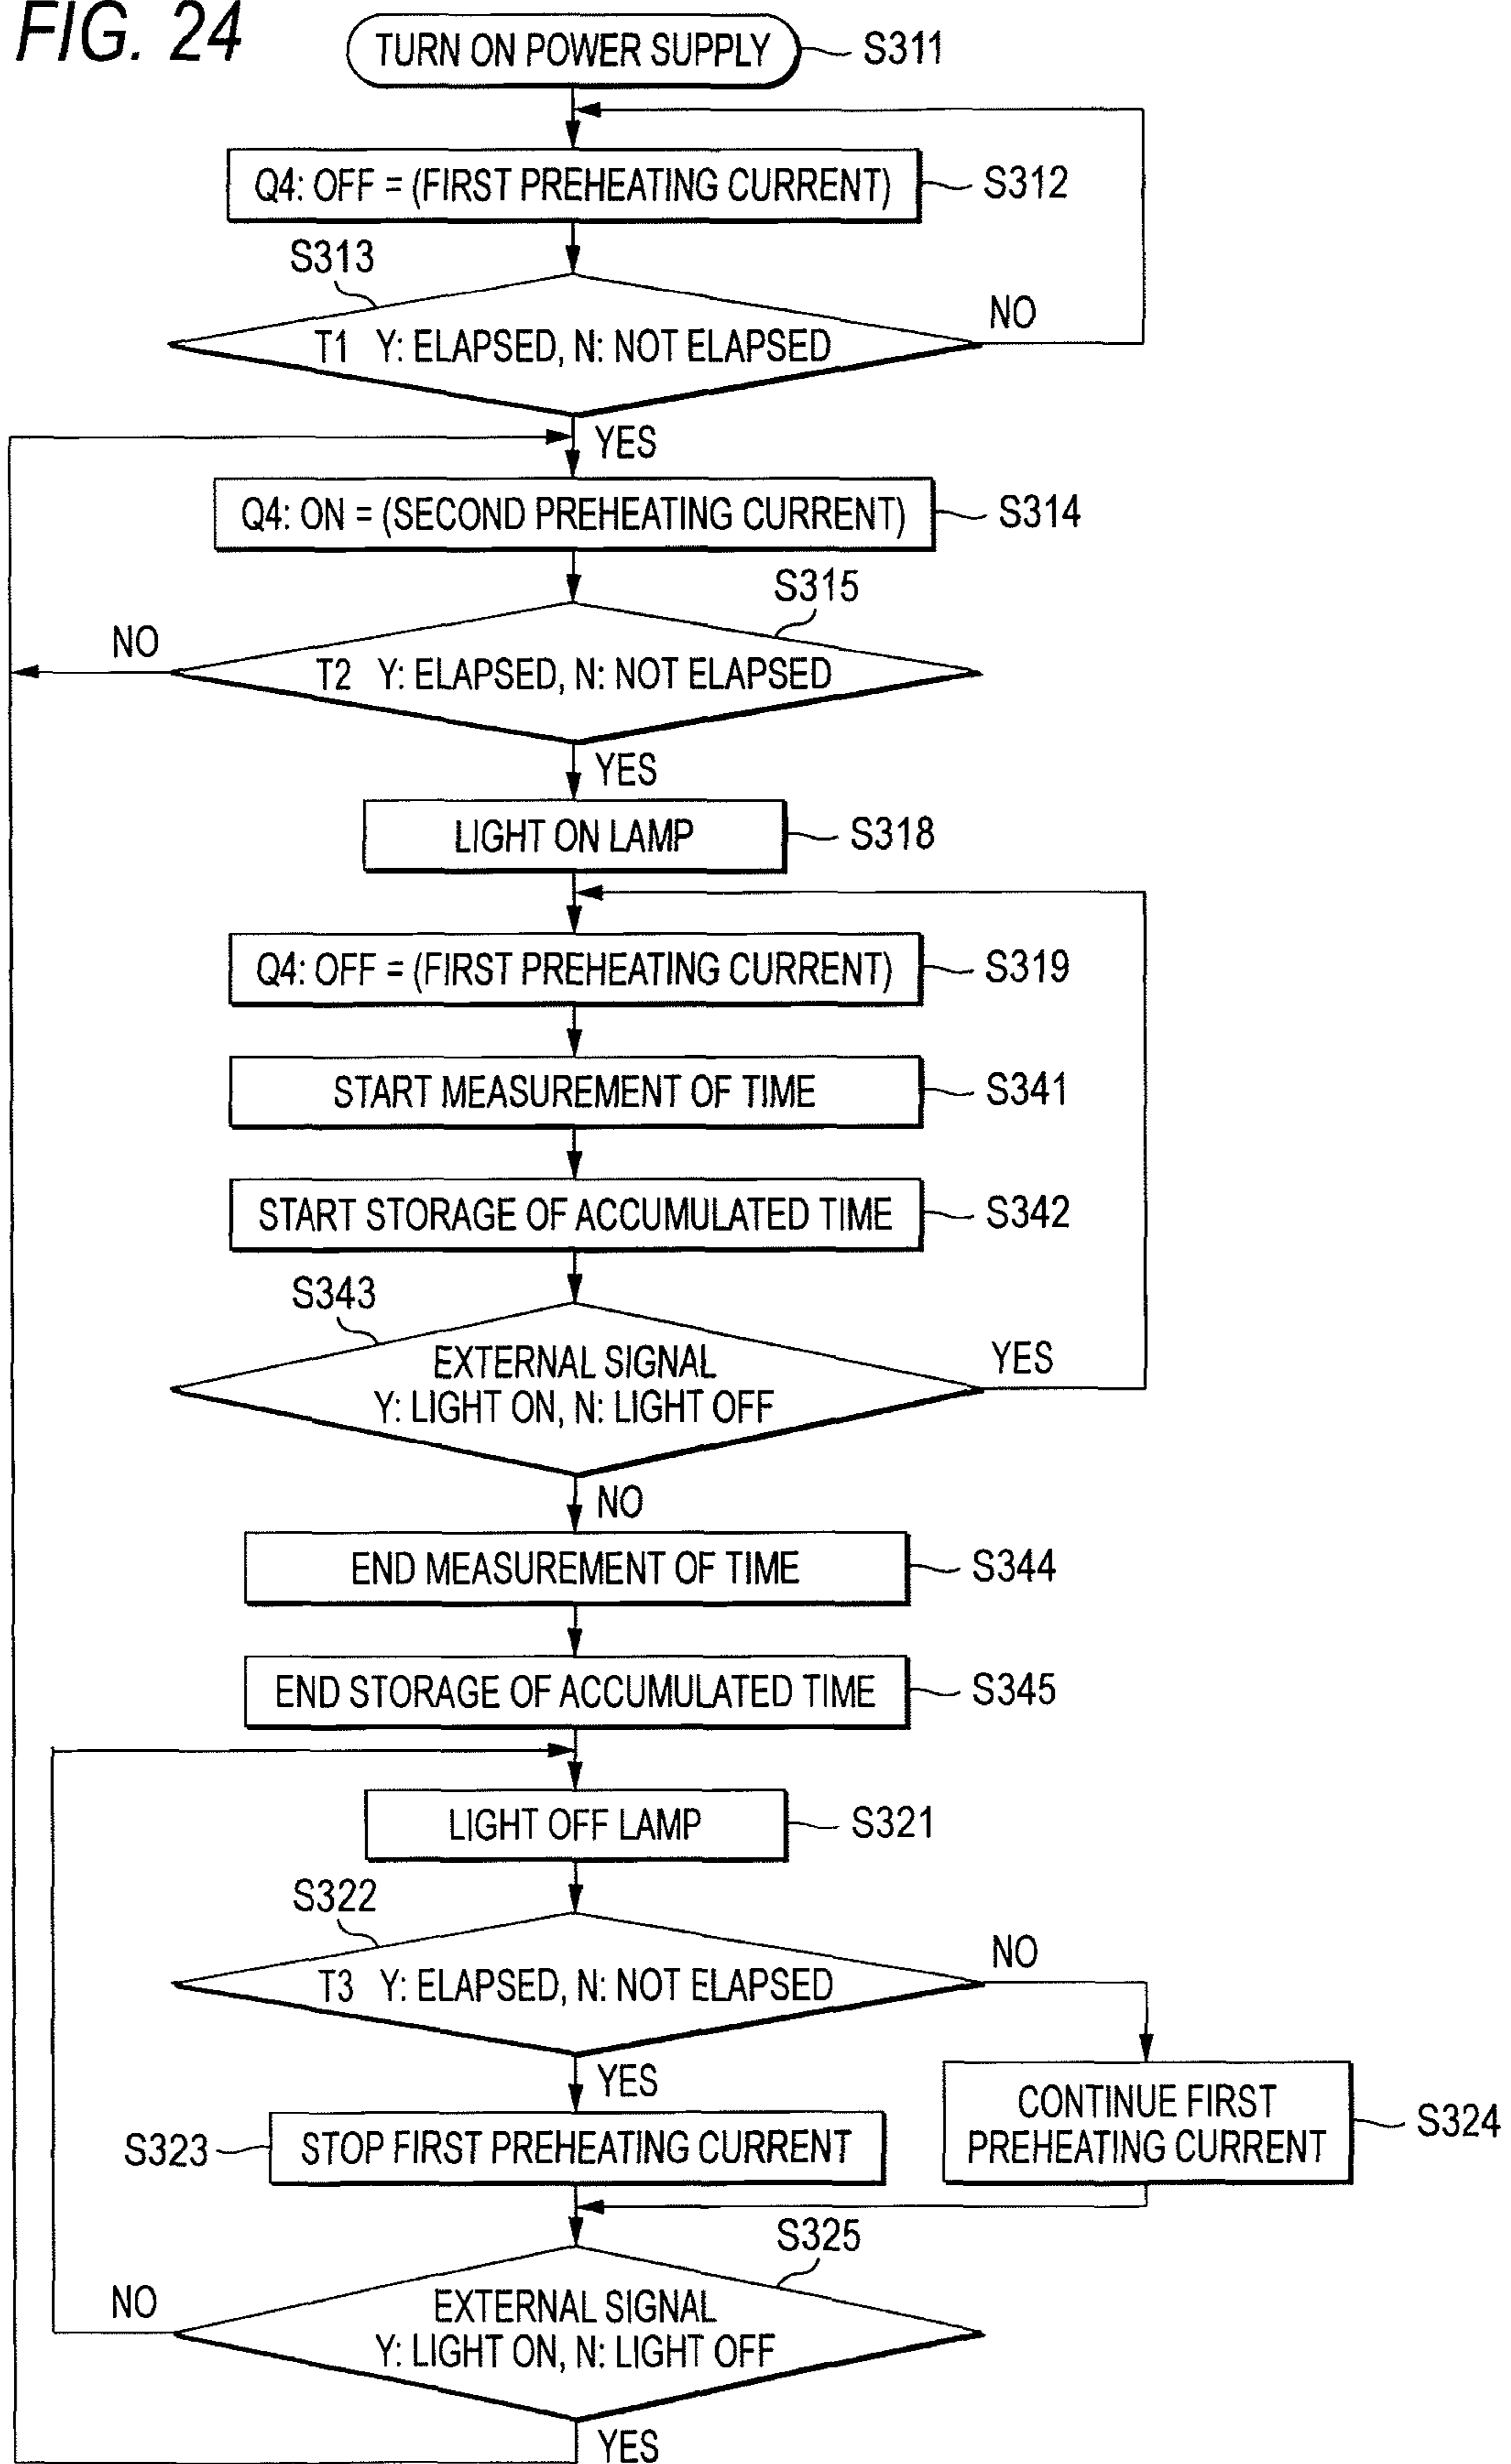 FIG. 24
TURN ON POWER SUPPLY
S311
Q4: OFF = (FIRST PREHEATING CURRENT)
S312
S313
T1 Y: ELAPSED, N: NOT ELAPSED
NO
YES
Q4: ON = (SECOND PREHEATING CURRENT)
S314
S315
NO
T2 Y: ELAPSED, N: NOT ELAPSED
YES
LIGHT ON LAMP
S318
Q4: OFF = (FIRST PREHEATING CURRENT)
S319
START MEASUREMENT OF TIME
S341
START STORAGE OF ACCUMULATED TIME
S342
S343
EXTERNAL SIGNAL
Y: LIGHT ON, N: LIGHT OFF
YES
NO
END MEASUREMENT OF TIME
S344
END STORAGE OF ACCUMULATED TIME
S345
LIGHT OFF LAMP
S321
S322
T3 Y: ELAPSED, N: NOT ELAPSED
NO
YES
S323
STOP FIRST PREHEATING CURRENT
CONTINUE FIRST
PREHEATING CURRENT
S324
S325
NO
EXTERNAL SIGNAL
Y: LIGHT ON, N: LIGHT OFF
YES